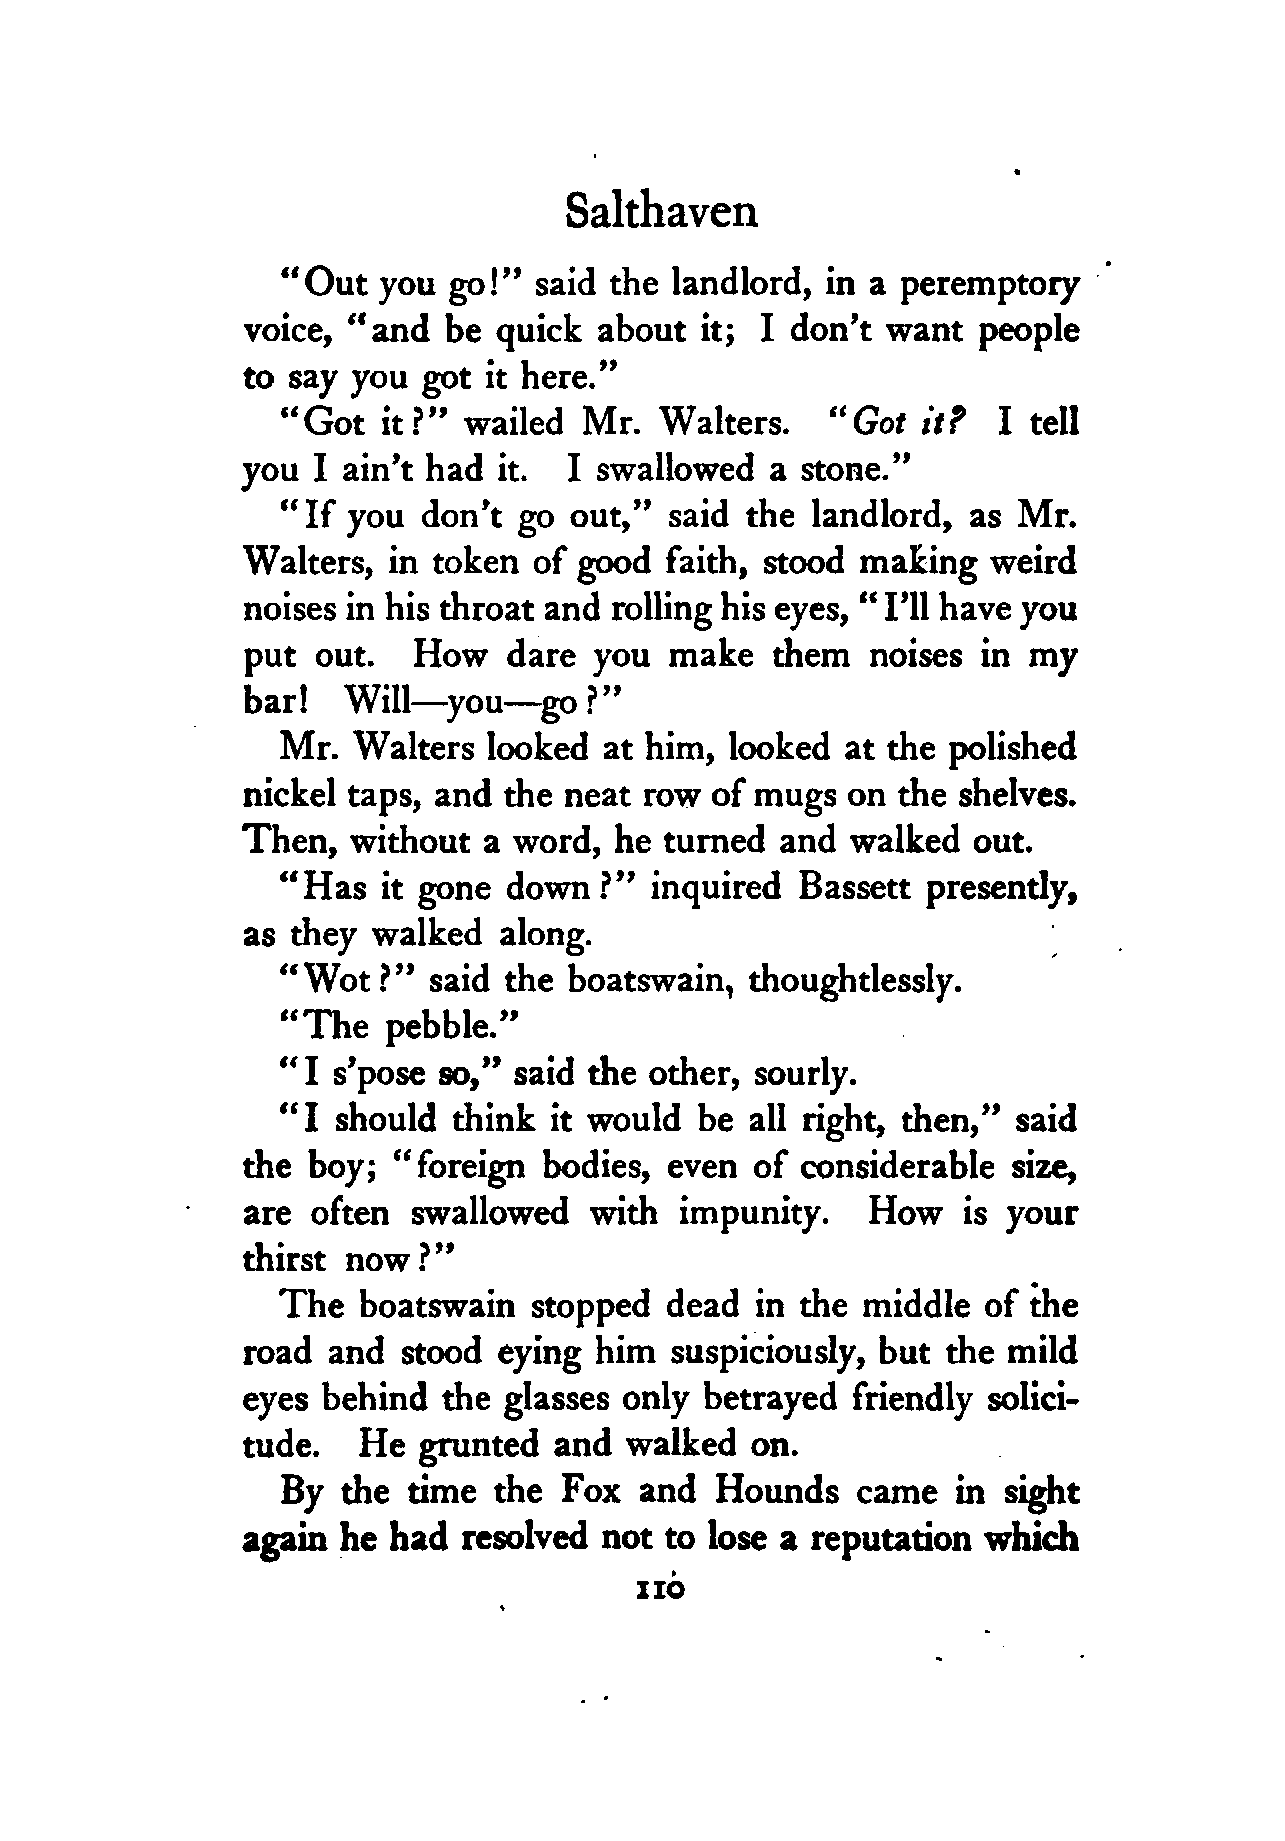 Salthaven
"Out you go!" said the landlord, in a peremptory
voice, "and be quick about it; I don't want people
to say you got it here."
"Got it?" wailed Mr. Walters. "Got it? I tell
you I ain't had it. I swallowed a stone."
"If you don't go out," said the landlord, as Mr.
Walters, in token of good faith, stood making weird
noises in his throat and rolling his eyes, "I'll have you
put out. How dare you make them noises in my
bar! Will—you—go?"
Mr. Walters looked at him, looked at the polished
nickel taps, and the neat row of mugs on the shelves.
Then, without a word, he turned and walked out.
"Has it gone down?" inquired Bassett presently,
as they walked along.
"Wot?" said the boatswain, thoughtlessly.
"The pebble."
"I s'pose so," said the other, sourly.
"I should think it would be all right, then," said
the boy; "foreign bodies, even of considerable size,
are often swallowed with impunity. How is your
thirst now?"
The boatswain stopped dead in the middle of the
road and stood eying him suspiciously, but the mild
eyes behind the glasses only betrayed friendly solici-
tude. He grunted and walked on.
By the time the Fox and Hounds came in sight
again he had resolved not to lose a reputation which
110